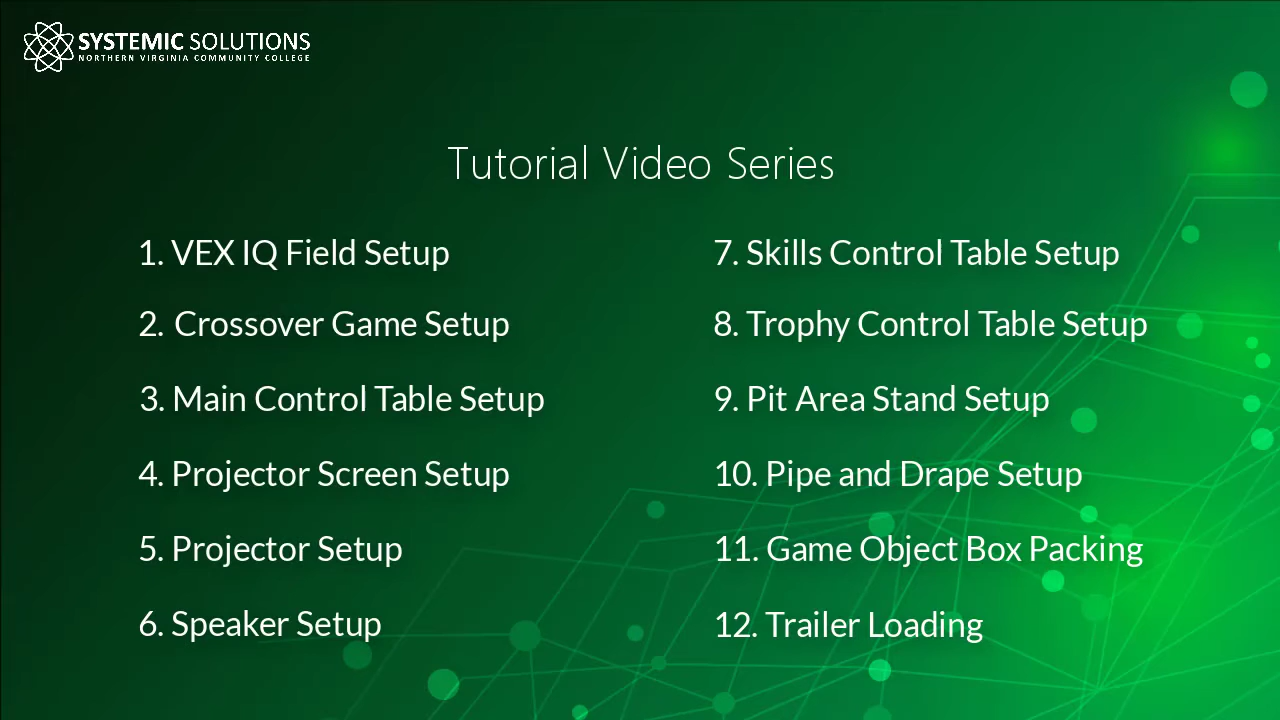 SYSTEMIC SOLUTIONS
NORTHERN VIRGINIA COMMUNITY COLLEGE
Tutorial Video Series
1. VEX IQ Field Setup
2. Crossover Game Setup
3. Main Control Table Setup
4. Projector Screen Setup
5. Projector Setup
6. Speaker Setup
7. Skills Control Table Setup
8. Trophy Control Table Setup
9. Pit Area Stand Setup
10. Pipe and Drape Setup
11. Game Object Box Packing
12. Trailer Loading